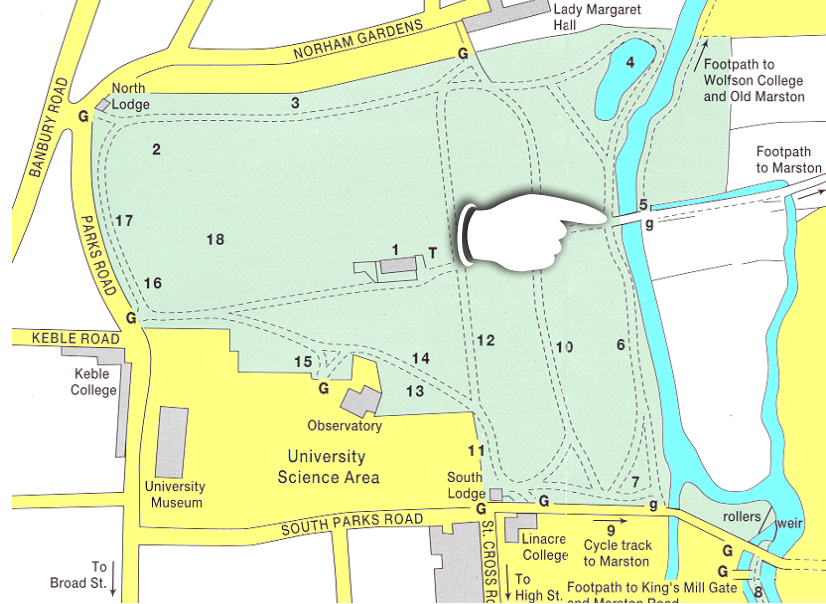 Lady Margaret
Hall
NORHAM GARDENS
G
4
Footpath to
Wolfson College
and Old Marston
North
Lodge
G
3
BANBURY ROAD
2
Footpath
to Marston
5
g
17
18
1
T
PARKS ROAD
16
G
KEBLE ROAD
12
10
6
Keble
College
15
14
G
13
Observatory
University
Science Area
11
University
Museum
South
Lodge
7
G
G
g
rollers
weir
SOUTH PARKS ROAD
ST. CROSS
Linacre
College
9
Cycle track
to Marston
G
G
To
Broad St.
To
High St.
Footpath to King's Mill Gate
and Marston Road
8